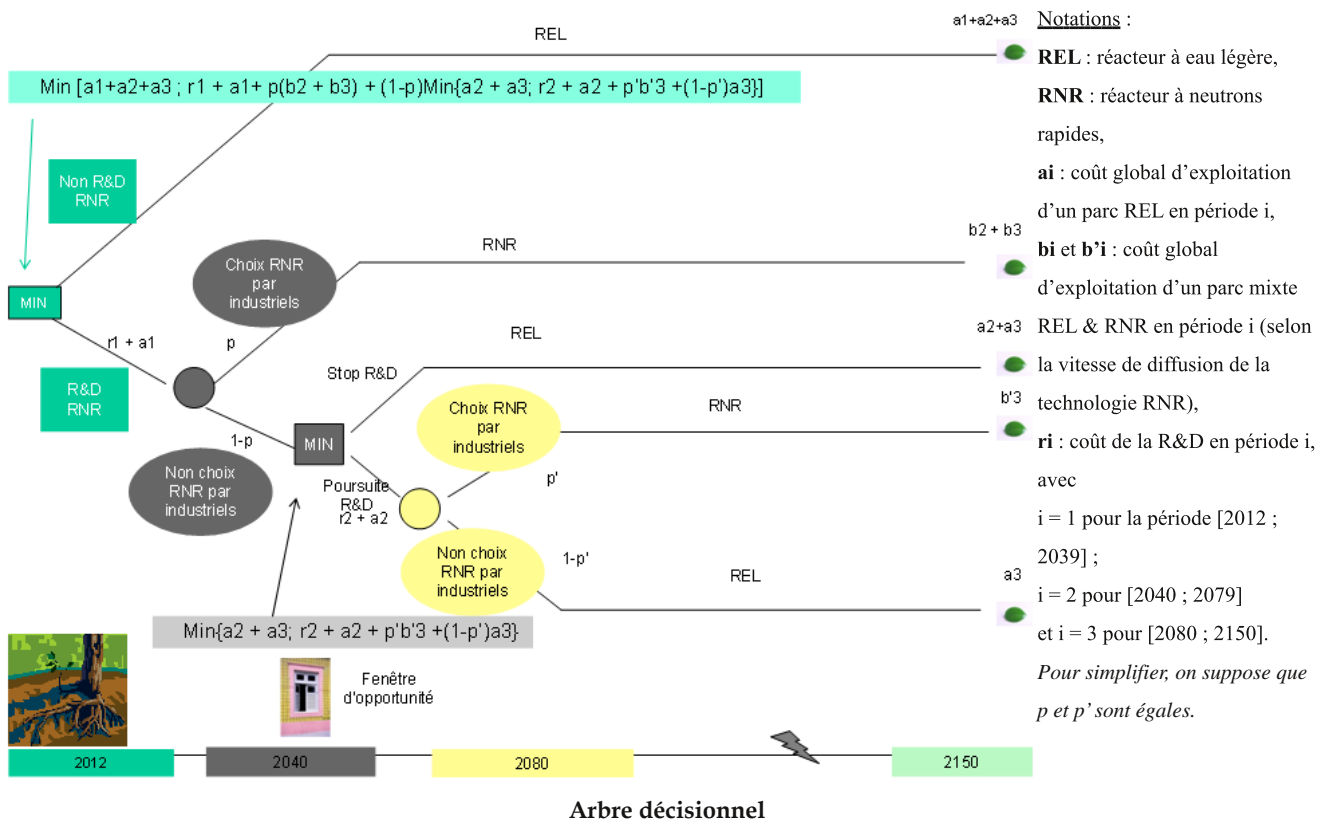 REL
a1+a2+a3
Min [a1+a2+a3 ; r1 + a1+ p(b2 + b3) + (1-p)Min{a2 + a3; r2 + a2 + p'b'3 +(1-p')a3}]
Non R&D
RNR
RNR
b2 + b3
Choix RNR
par
industriels
MIN
r1 + a1
p
REL
a2+a3
Stop R&D
R&D
RNR
b'3
RNR
Choix RNR
par
industriels
1-p
MIN
Non choix
RNR par
industriels
Poursuite
R&D
r2 + a2
p'
Non choix
RNR par
industriels
1-p'
REL
a3
Min{a2 + a3; r2 + a2 + p'b'3 +(1-p')a3}
Fenêtre
d'opportunité
2012
2040
2080
2150
Notations :
REL : réacteur à eau légère,
RNR : réacteur à neutrons
rapides,
ai : coût global d’exploitation
d’un parc REL en période i,
bi et b’i : coût global
d’exploitation d’un parc mixte
REL & RNR en période i (selon
la vitesse de diffusion de la
technologie RNR),
ri : coût de la R&D en période i,
avec
i = 1 pour la période [2012 ;
2039] ;
i = 2 pour [2040 ; 2079]
et i = 3 pour [2080 ; 2150].
Pour simplifier, on suppose que
p et p’ sont égales.
Arbre décisionnel